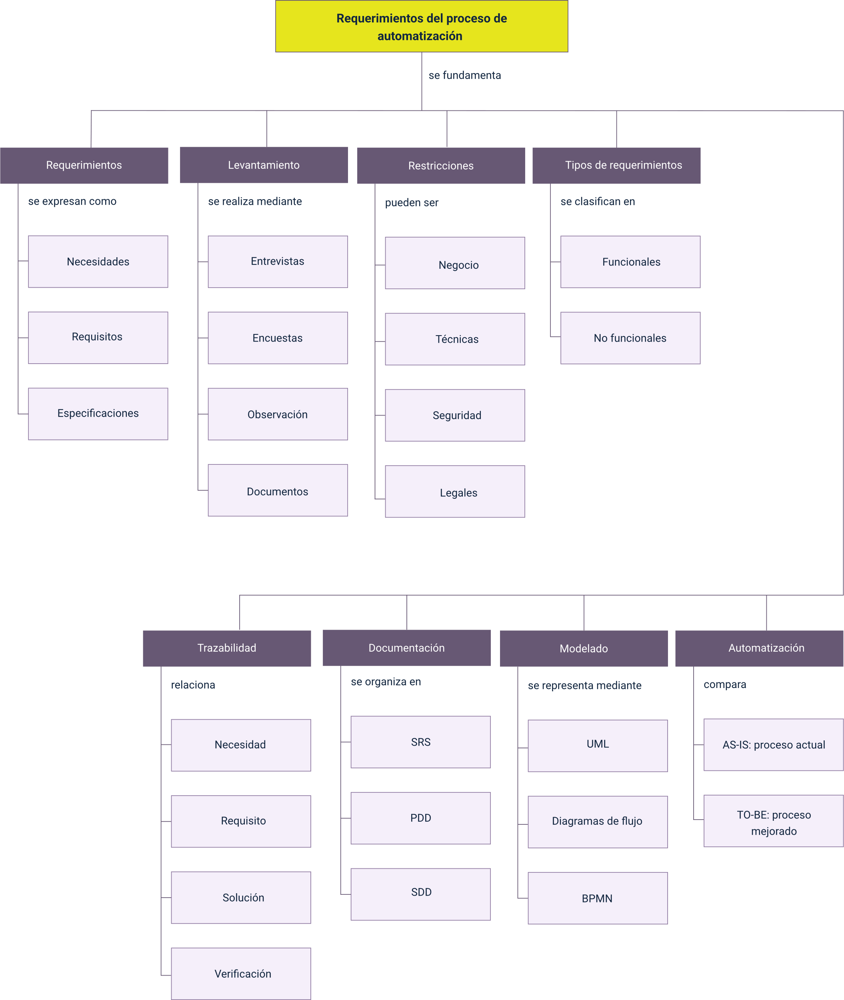 Requerimientos del proceso de
automatización
se fundamenta
Requerimientos
se expresan como
Necesidades
Requisitos
Especificaciones
Levantamiento
se realiza mediante
Entrevistas
Encuestas
Observación
Documentos
Restricciones
pueden ser
Negocio
Técnicas
Seguridad
Legales
Tipos de requerimientos
se clasifican en
Funcionales
No funcionales
Trazabilidad
relaciona
Necesidad
Requisito
Solución
Verificación
Documentación
se organiza en
SRS
PDD
SDD
Modelado
se representa mediante
UML
Diagramas de flujo
BPMN
Automatización
compara
AS-IS: proceso actual
TO-BE: proceso
mejorado